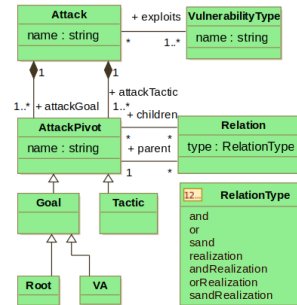 Attack
+ exploits
VulnerabilityType
name : string
*
1..*
name : string
1
1
1..*
+ attackGoal
1..*
+ attackTactic
+ children
AttackPivot
name : string
*
*
+ parent
1
*
Relation
type : RelationType
Goal
Tactic
Root
VA
12...
RelationType
and
or
sand
realization
andRealization
orRealization
sandRealization